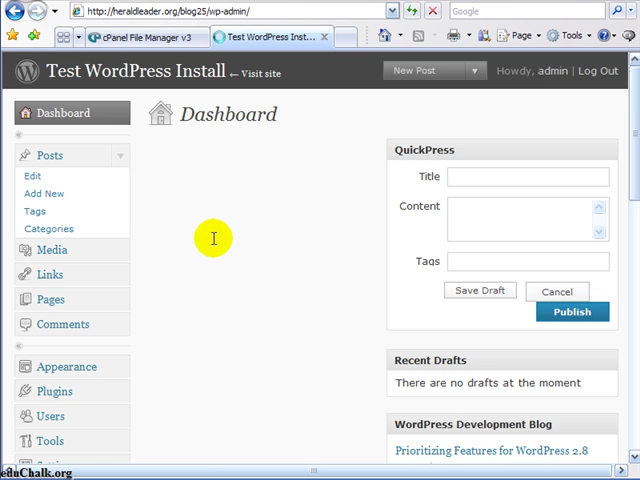 http://heraldleader.org/blog25/wp-admin/
Google
cPanel File Manager v3
Test WordPress Install...
Page
Tools
Test WordPress Install ← Visit site
New Post
Howdy, admin | Log Out
Dashboard
Dashboard
Posts
Edit
Add New
Tags
Categories
Media
Links
Pages
Comments
Appearance
Plugins
Users
Tools
QuickPress
Title
Content
Tags
Save Draft
Cancel
Publish
Recent Drafts
There are no drafts at the moment
WordPress Development Blog
Prioritizing Features for WordPress 2.8
eduChalk.org